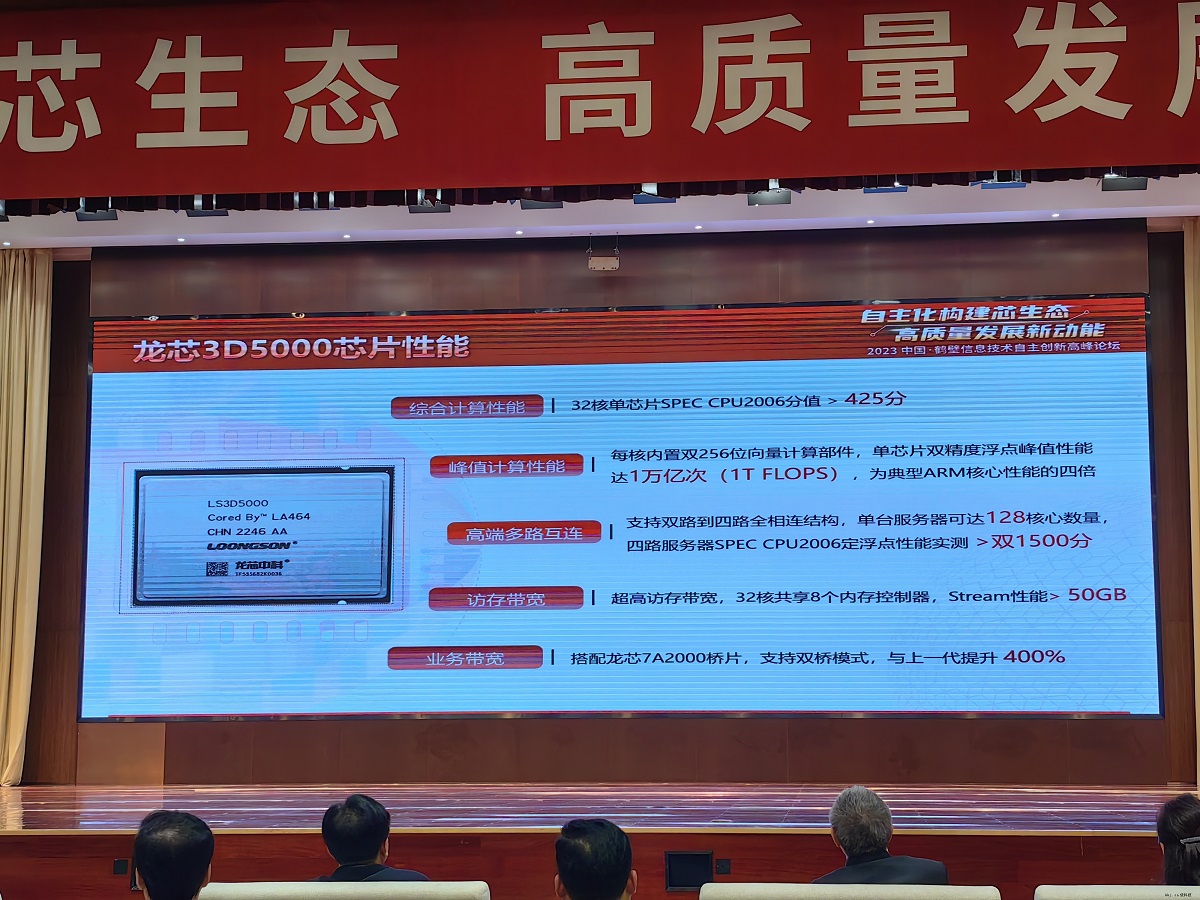 芯生态 高质量发
自主化构建芯生态
高质量发展新动能
2023 中国·鹤壁信息技术自主创新高峰论坛
龙芯3D5000芯片性能
综合计算性能
32核单芯片SPEC CPU2006分值 > 425分
峰值计算性能
每核内置双256位向量计算部件，单芯片双精度浮点峰值性能
达1万亿次（1T FLOPS），为典型ARM核心性能的四倍
高端多路互连
支持双路到四路全相连结构，单台服务器可达128核心数量，
四路服务器SPEC CPU2006定浮点性能实测 >双1500分
访存带宽
超高访存带宽，32核共享8个内存控制器，Stream性能> 50GB
业务带宽
搭配龙芯7A2000桥片，支持双桥模式，与上一代提升 400%
LS3D5000
Cored By™ LA464
CHN 2246 AA
LOONGSON®
龙芯中科®